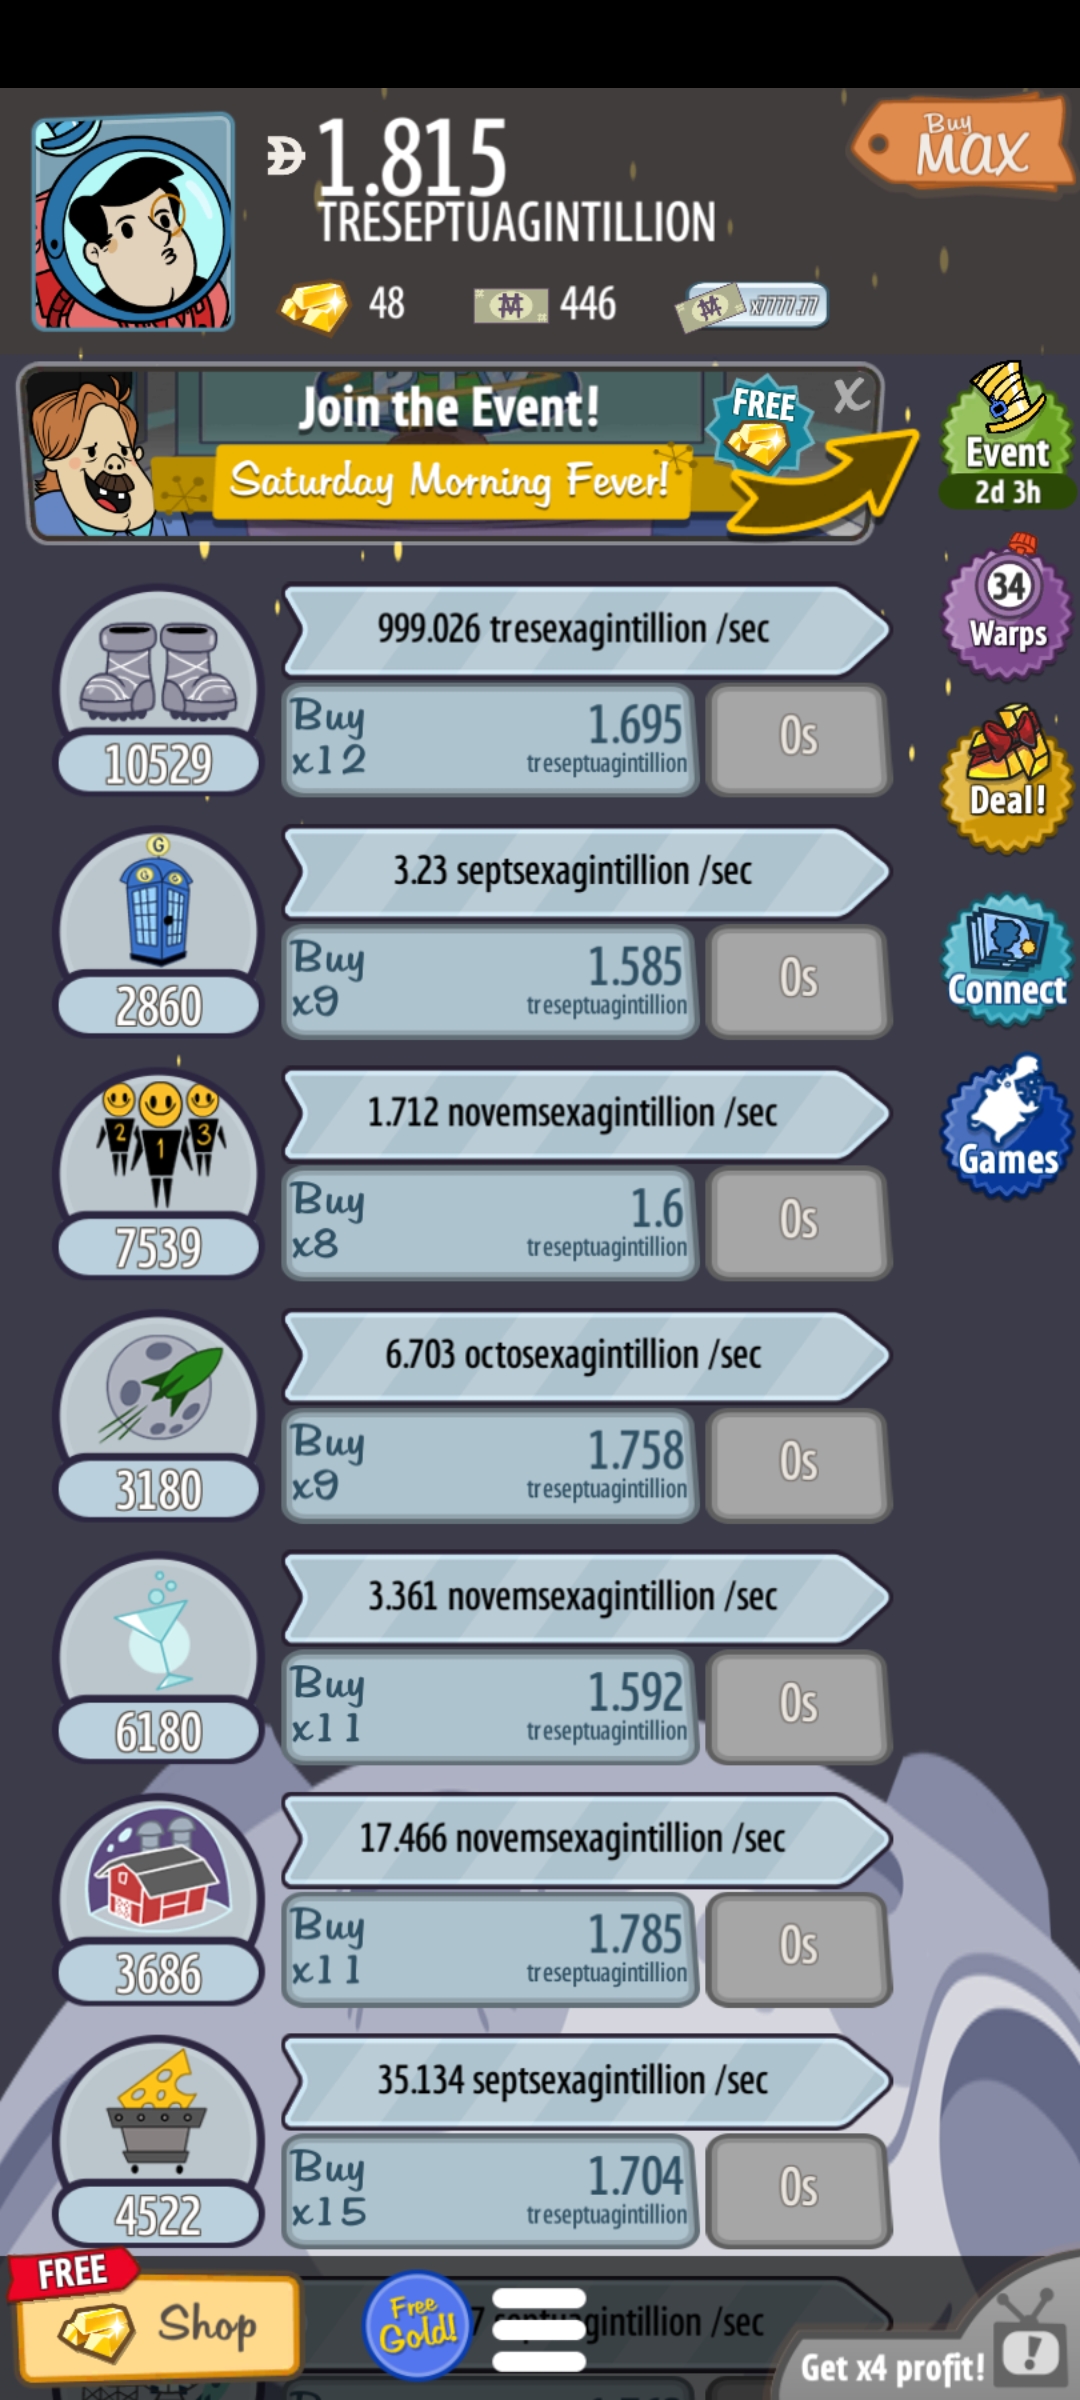 1.815
TRESEPTUAGINTILLION
Buy
MAX
48
446
x7777.77
Join the Event!
Saturday Morning Fever!
FREE
X
Event
2d 3h
34
Warps
Deal!
Connect
Games
999.026 tresexagintillion /sec
10529
Buy
x12
1.695
treseptuagintillion
0s
G
G G
3.23 septsexagintillion /sec
2860
Buy
x9
1.585
treseptuagintillion
0s
2 1 3
1.712 novemsexagintillion /sec
7539
Buy
x8
1.6
treseptuagintillion
0s
6.703 octosexagintillion /sec
3180
Buy
x9
1.758
treseptuagintillion
0s
3.361 novemsexagintillion /sec
6180
Buy
x11
1.592
treseptuagintillion
0s
17.466 novemsexagintillion /sec
3686
Buy
x11
1.785
treseptuagintillion
0s
35.134 septsexagintillion /sec
4522
Buy
x15
1.704
treseptuagintillion
0s
FREE
Shop
Free
Gold!
7 septuagintillion /sec
Get x4 profit!
!